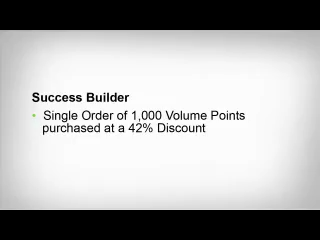 Success Builder
• Single Order of 1,000 Volume Points
purchased at a 42% Discount